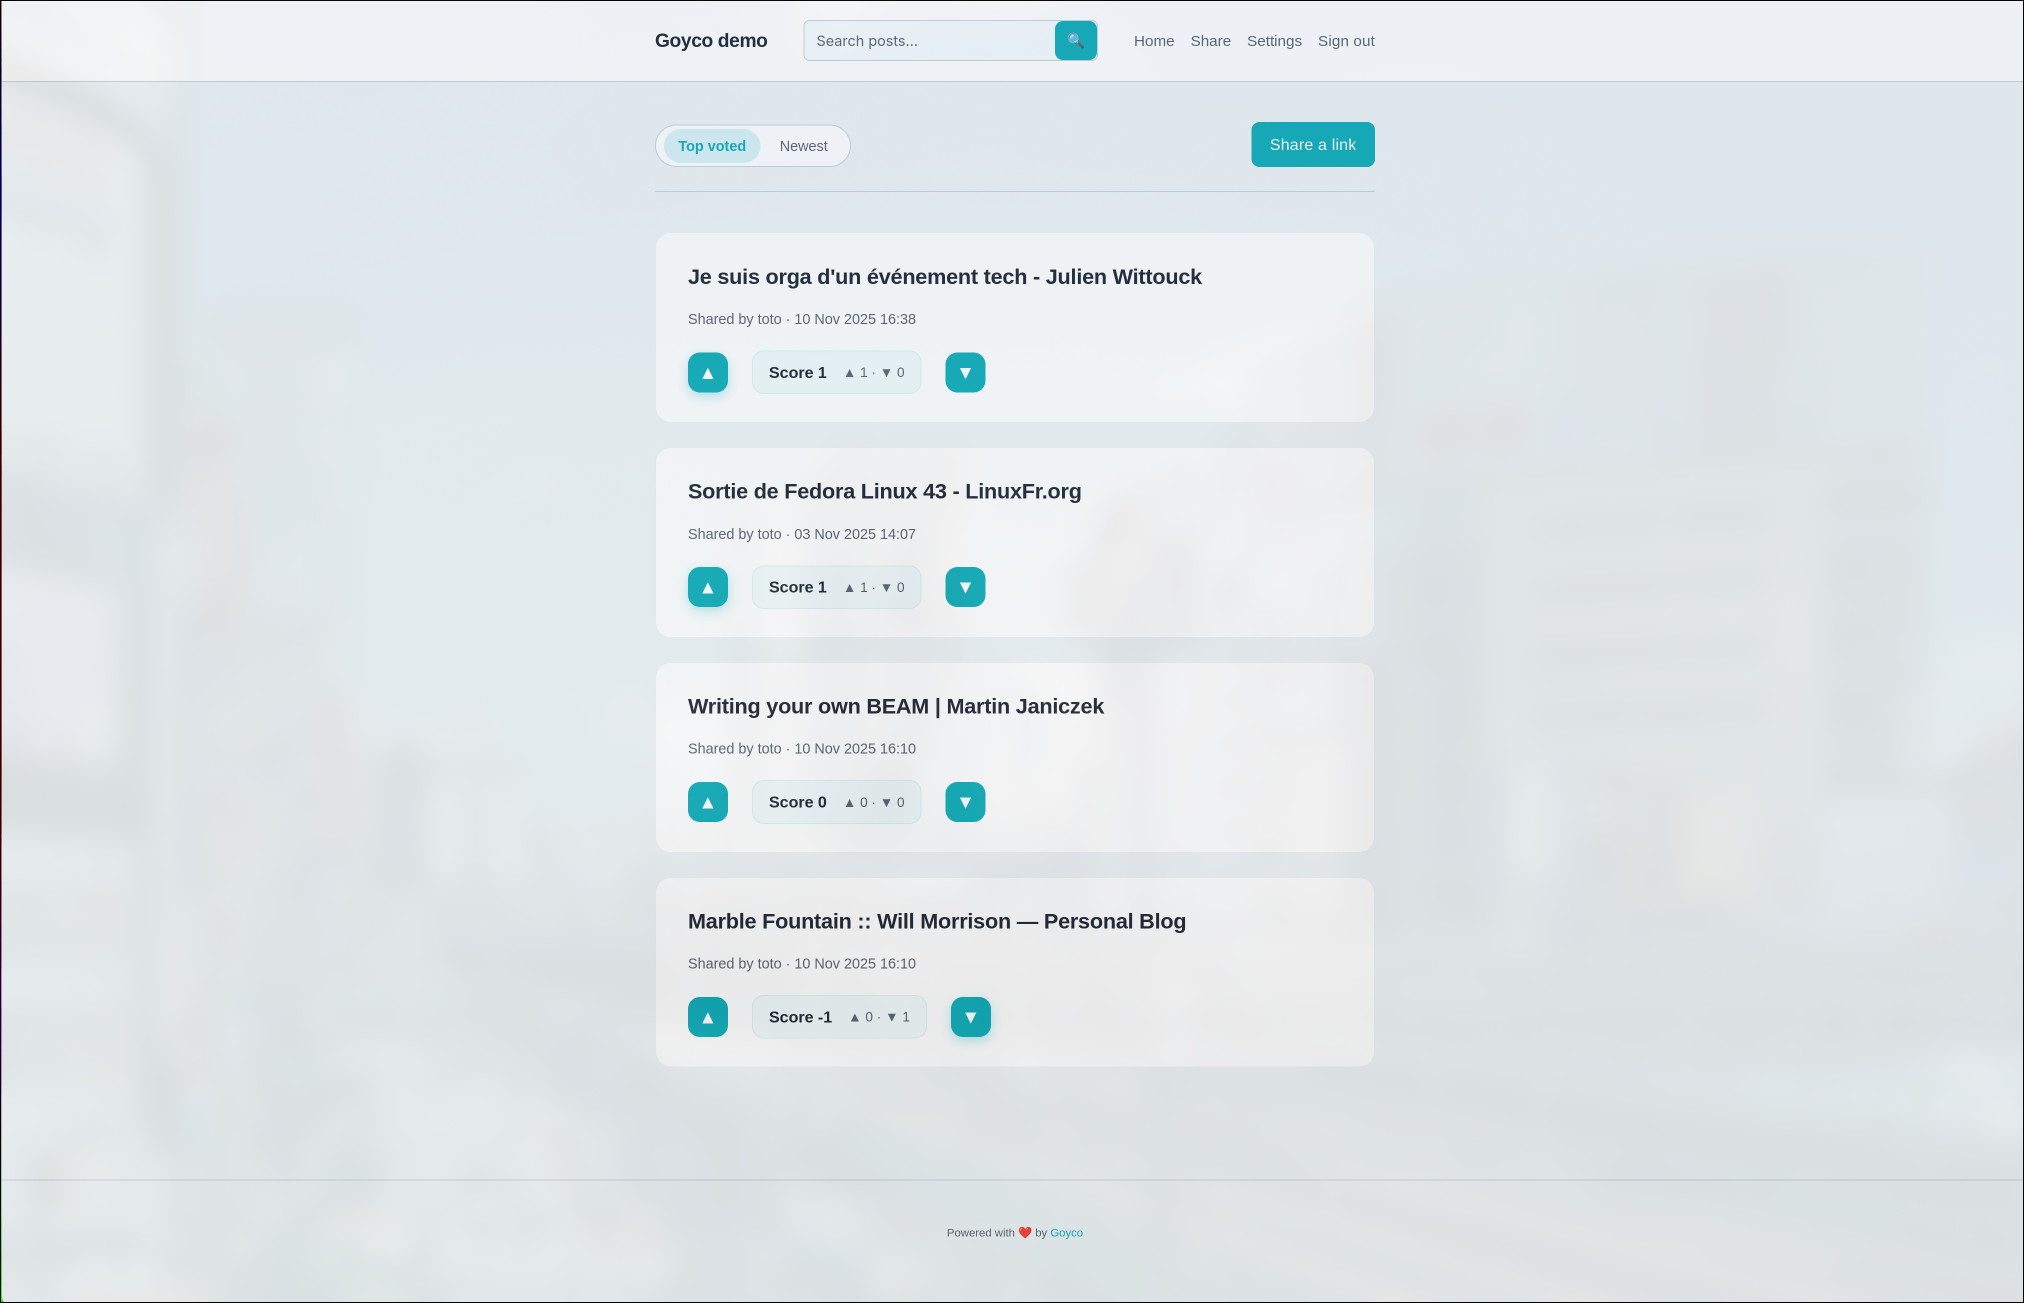 Goyco demo
Search posts...
🔍
Home Share Settings Sign out
Top voted Newest
Share a link
Je suis orga d'un événement tech - Julien Wittouck
Shared by toto · 10 Nov 2025 16:38
▲ Score 1 ▲ 1 · ▼ 0 ▼
Sortie de Fedora Linux 43 - LinuxFr.org
Shared by toto · 03 Nov 2025 14:07
▲ Score 1 ▲ 1 · ▼ 0 ▼
Writing your own BEAM | Martin Janiczek
Shared by toto · 10 Nov 2025 16:10
▲ Score 0 ▲ 0 · ▼ 0 ▼
Marble Fountain :: Will Morrison — Personal Blog
Shared by toto · 10 Nov 2025 16:10
▲ Score -1 ▲ 0 · ▼ 1 ▼
Powered with ❤️ by Goyco